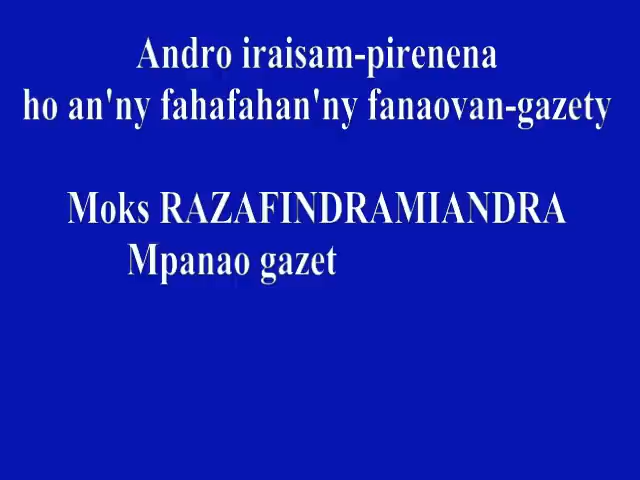 Andro iraisam-pirenena
ho an'ny fahafahan'ny fanaovan-gazety
Moks RAZAFINDRAMIANDRA
Mpanao gazet